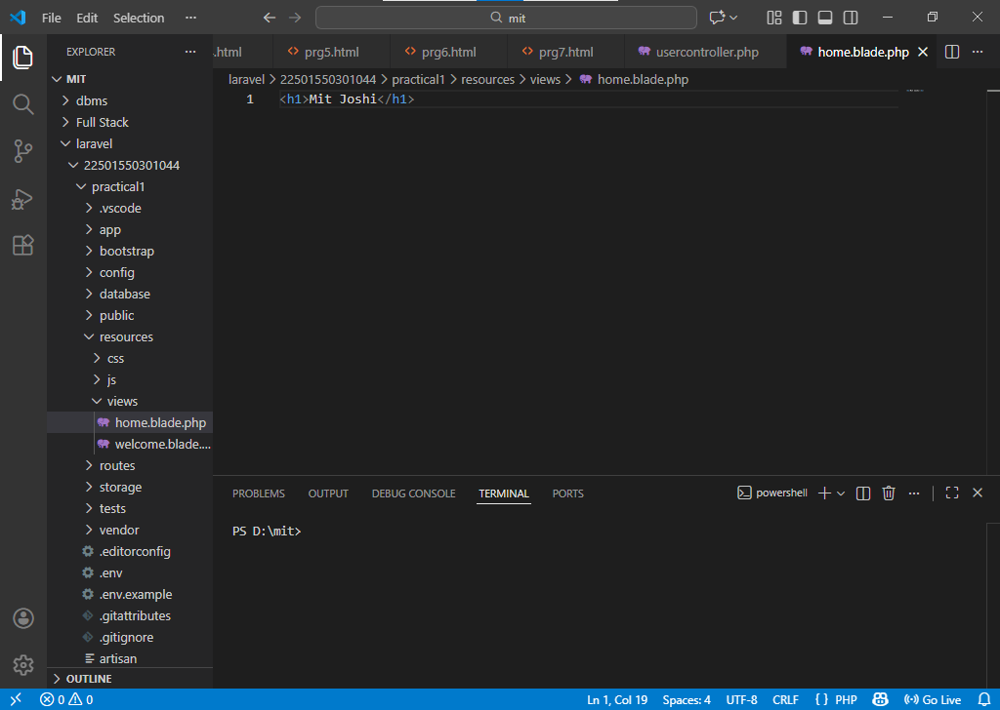 File Edit Selection ··· mit
EXPLORER ···
MIT
dbms
Full Stack
laravel
22501550301044
practical1
.vscode
app
bootstrap
config
database
public
resources
css
js
views
home.blade.php
welcome.blade....
routes
storage
tests
vendor
.editorconfig
.env
.env.example
.gitattributes
.gitignore
artisan
OUTLINE
.html prg5.html prg6.html prg7.html usercontroller.php home.blade.php
laravel > 22501550301044 > practical1 > resources > views > home.blade.php
1 <h1>Mit Joshi</h1>
PROBLEMS OUTPUT DEBUG CONSOLE TERMINAL PORTS powershell
PS D:\mit>
0 0 Ln 1, Col 19 Spaces: 4 UTF-8 CRLF { } PHP Go Live